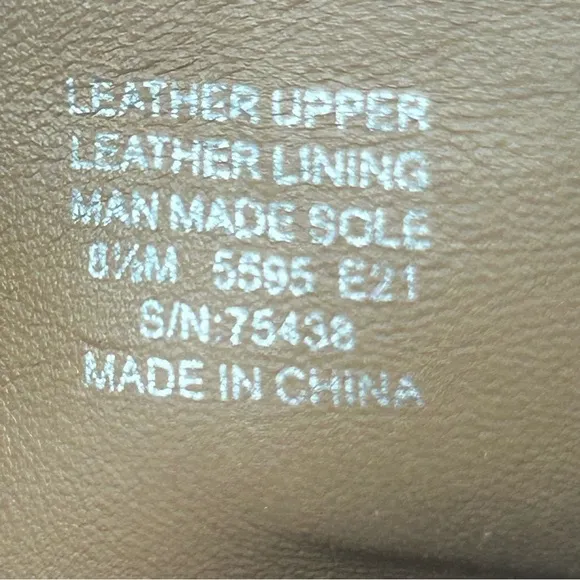 LEATHER UPPER
LEATHER LINING
MAN MADE SOLE
5595 E21
S/N:75438
MADE IN CHINA